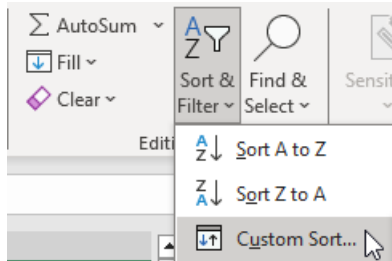 AutoSum
Fill
Clear
Sort &
Filter
Find &
Select
Sort A to Z
Sort Z to A
Custom Sort...